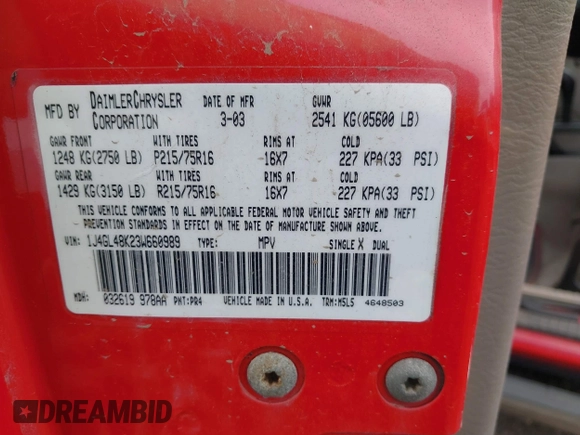 MFD BY DAIMLERCHRYSLER CORPORATION DATE OF MFR 3-03 GVWR 2541 KG(05600 LB)
GAWR FRONT WITH TIRES RIMS AT COLD
1248 KG(2750 LB) P215/75R16 16X7 227 KPA(33 PSI)
GAWR REAR WITH TIRES RIMS AT COLD
1429 KG(3150 LB) R215/75R16 16X7 227 KPA(33 PSI)
THIS VEHICLE CONFORMS TO ALL APPLICABLE FEDERAL MOTOR VEHICLE SAFETY AND THEFT
PREVENTION STANDARDS IN EFFECT ON THE DATE OF MANUFACTURE SHOWN ABOVE.
VIN: 1J4GL48K23W660989 TYPE: MPV SINGLE X DUAL
MDH: 032619 978AA PNT:PR4 VEHICLE MADE IN U.S.A. TRM:M5L5 4648503
DREAMBID